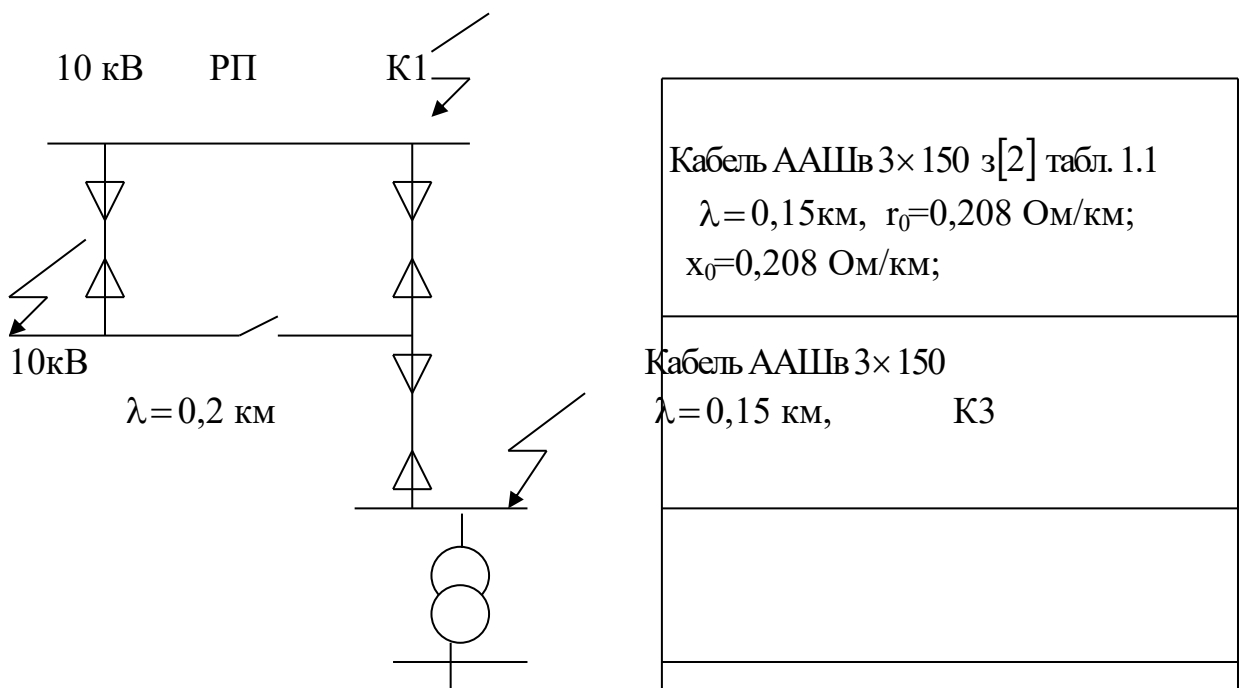 10 кВ РП К1
Кабель ААШв 3× 150 з[2] табл. 1.1
λ=0,15км, r₀=0,208 Ом/км;
x₀=0,208 Ом/км;
10кВ
λ=0,2 км
Кабель ААШв 3× 150
λ=0,15 км, К3